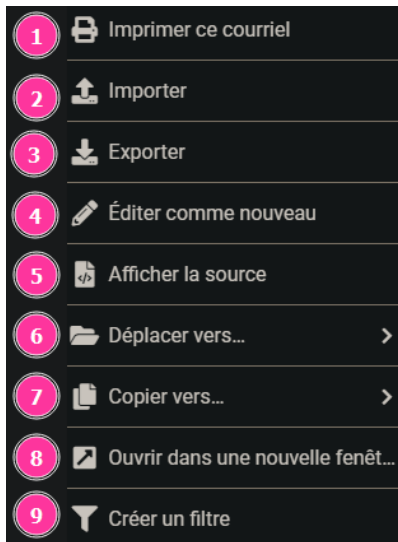 1 Imprimer ce courriel
2 Importer
3 Exporter
4 Éditer comme nouveau
5 Afficher la source
6 Déplacer vers…
7 Copier vers…
8 Ouvrir dans une nouvelle fenêt…
9 Créer un filtre